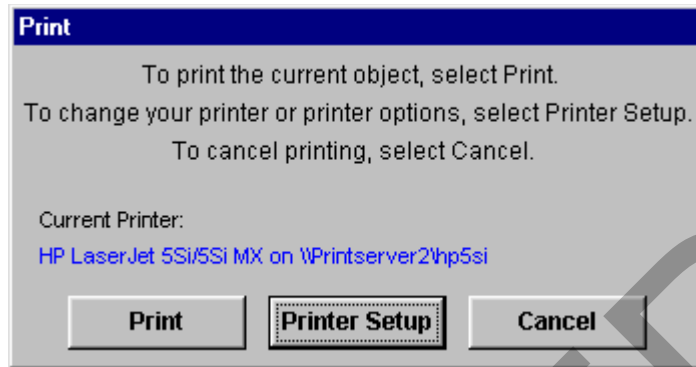 Print
To print the current object, select Print.
To change your printer or printer options, select Printer Setup.
To cancel printing, select Cancel.
Current Printer:
HP LaserJet 5Si/5Si MX on \\Printserver2\hp5si
Print Printer Setup Cancel